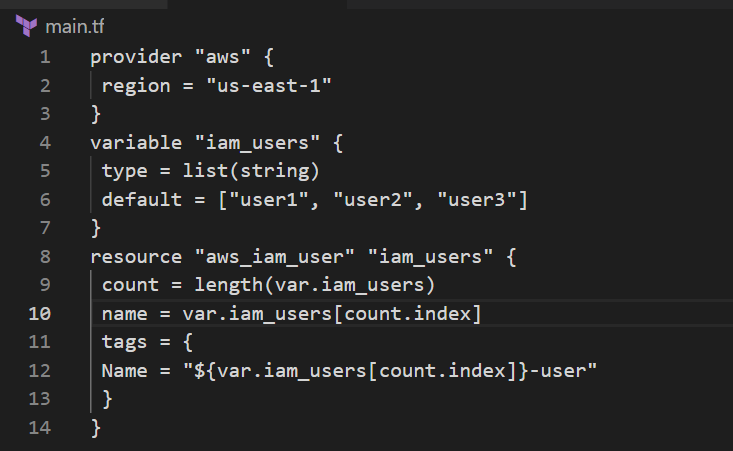 main.tf
1 provider "aws" {
2 region = "us-east-1"
3 }
4 variable "iam_users" {
5 type = list(string)
6 default = ["user1", "user2", "user3"]
7 }
8 resource "aws_iam_user" "iam_users" {
9 count = length(var.iam_users)
10 name = var.iam_users[count.index]
11 tags = {
12 Name = "${var.iam_users[count.index]}-user"
13 }
14 }